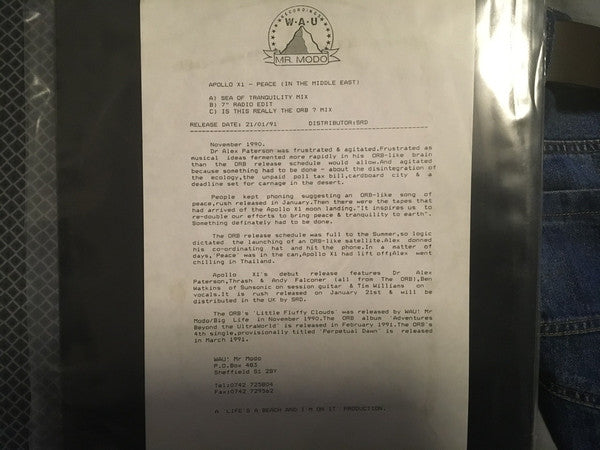 RECORDINGS
W·A·U
MR. MODO
APOLLO XI - PEACE (IN THE MIDDLE EAST)
A) SEA OF TRANQUILITY MIX
B) 7" RADIO EDIT
C) IS THIS REALLY THE ORB ? MIX
RELEASE DATE: 21/01/91 DISTRIBUTOR:SRD
November 1990.
Dr Alex Paterson was frustrated & agitated.Frustrated as
musical ideas fermented more rapidly in his ORB-like brain
than the ORB release schedule would allow.And agitated
because something had to be done - about the disintegration of
the ecology,the unpaid poll tax bill,cardboard city & a
deadline set for carnage in the desert.
People kept phoning suggesting an ORB-like song of
peace,rush released in January.Then there were the tapes that
had arrived of the Apollo XI moon landing."It inspires us to
re-double our efforts to bring peace & tranquility to earth".
Something definately had to be done.
The ORB release schedule was full to the Summer,so logic
dictated the launching of an ORB-like satellite.Alex donned
his co-ordinating hat and hit the phone.In a matter of
days,'Peace' was in the can,Apollo XI had lift off;Alex went
chilling in Thailand.
Apollo XI's debut release features Dr Alex
Paterson,Thrash & Andy Falconer (all from The ORB),Ben
Watkins of Sunsonic on session guitar & Tim Williams on
vocals.It is rush released on January 21st & will be
distributed in the UK by SRD.
The ORB's 'Little Fluffy Clouds' was released by WAU! Mr
Modo/Big Life in November 1990.The ORB album 'Adventures
Beyond the UltraWorld' is released in February 1991.The ORB's
4th single,provisionally titled 'Perpetual Dawn' is released
in March 1991.
WAU! Mr Modo
P.O.Box 483
Sheffield S1 2BY
Tel:0742 725804
Fax:0742 729562
A 'LIFE'S A BEACH AND I'M ON IT' PRODUCTION.